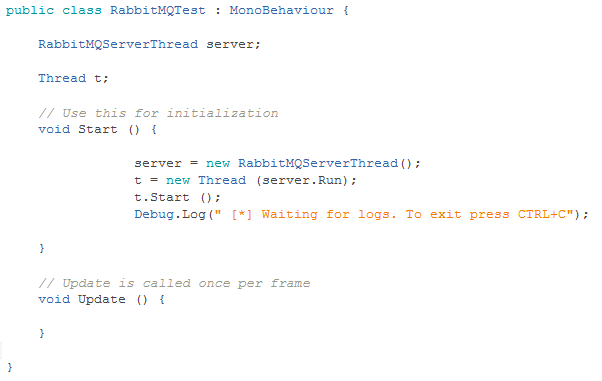 public class RabbitMQTest : MonoBehaviour {
RabbitMQServerThread server;
Thread t;
// Use this for initialization
void Start () {
server = new RabbitMQServerThread();
t = new Thread (server.Run);
t.Start ();
Debug.Log(" [*] Waiting for logs. To exit press CTRL+C");
}
// Update is called once per frame
void Update () {
}
}